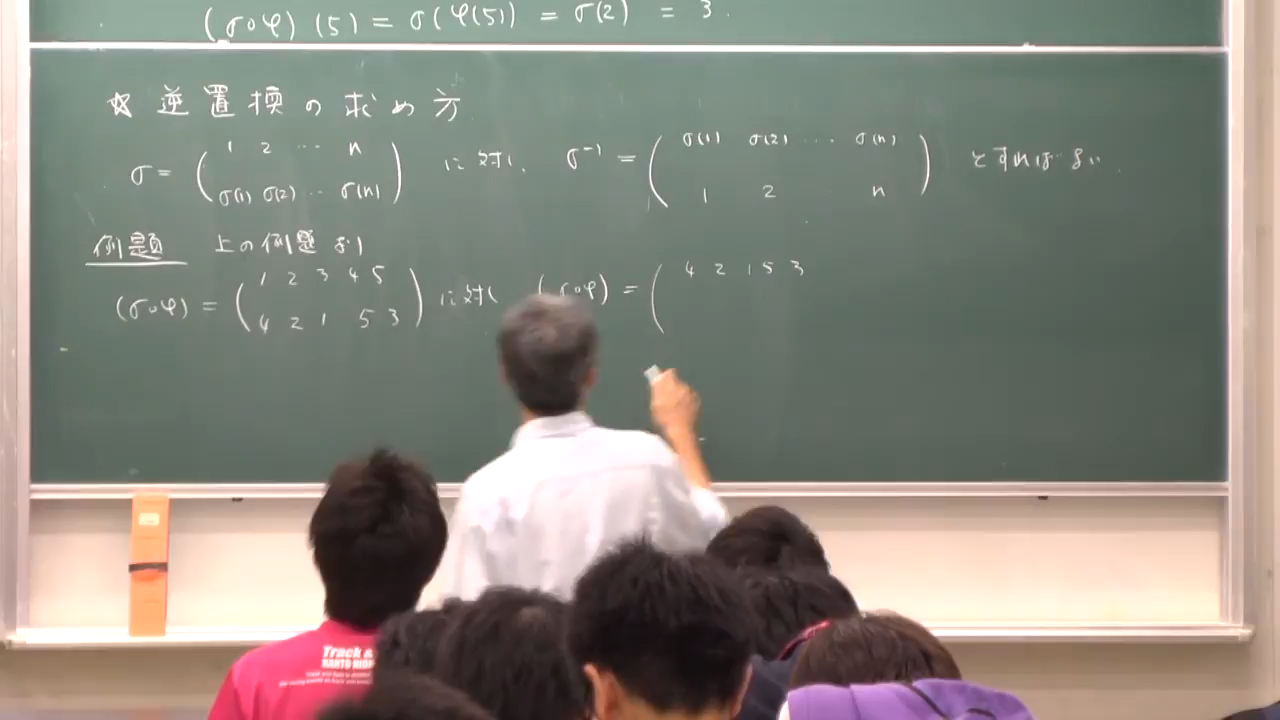 (σ∘φ)(5) = σ(φ(5)) = σ(2) = 3.
☆ 逆置換の求め方
σ = ( 1 2 ⋯ n / σ(1) σ(2) ⋯ σ(n) ) に対し、 σ⁻¹ = ( σ(1) σ(2) ⋯ σ(n) / 1 2 n ) とすればよい.
例題 上の例題より
(σ∘φ) = ( 1 2 3 4 5 / 4 2 1 5 3 ) に対し (σ∘φ) = ( 4 2 1 5 3
Track &